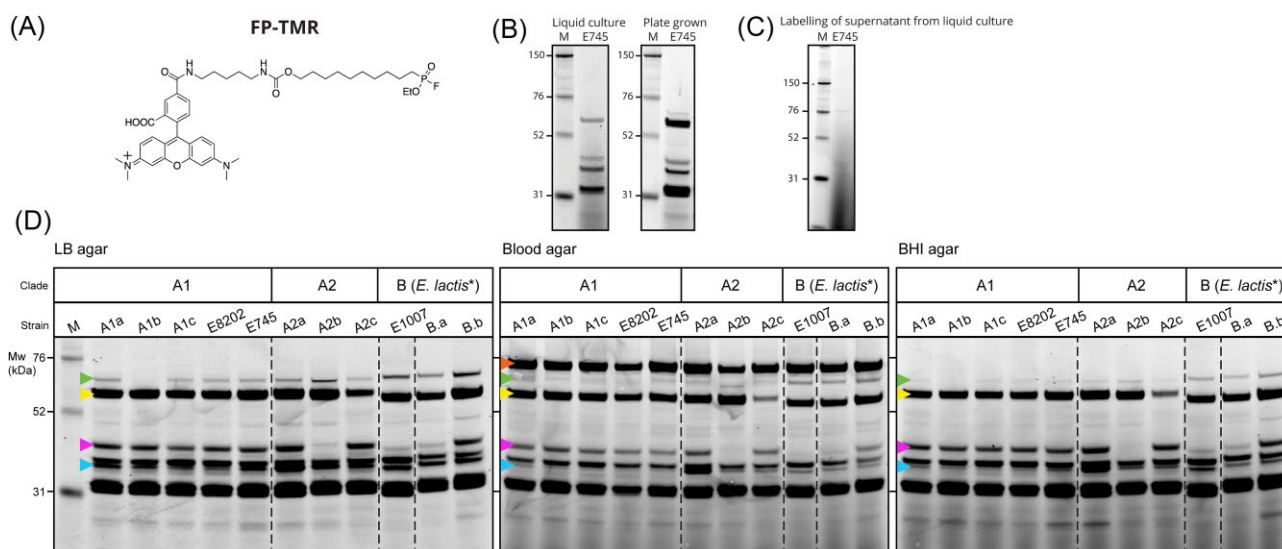 (A)
FP-TMR
O
N
H
H
N
O
O
O
P
F
EtO
HOOC
N
+
O
N
(B)
Liquid culture
M E745
150
76
52
31
Plate grown
M E745
150
76
52
31
(C)
Labelling of supernatant from liquid culture
M E745
150
76
52
31
(D)
LB agar
Clade A1 A2 B (E. lactis*)
Strain M A1a A1b A1c E8202 E745 A2a A2b A2c E1007 B.a B.b
Mw
(kDa)
76
52
31
Blood agar
A1 A2 B (E. lactis*)
A1a A1b A1c E8202 E745 A2a A2b A2c E1007 B.a B.b
BHI agar
A1 A2 B (E. lactis*)
A1a A1b A1c E8202 E745 A2a A2b A2c E1007 B.a B.b